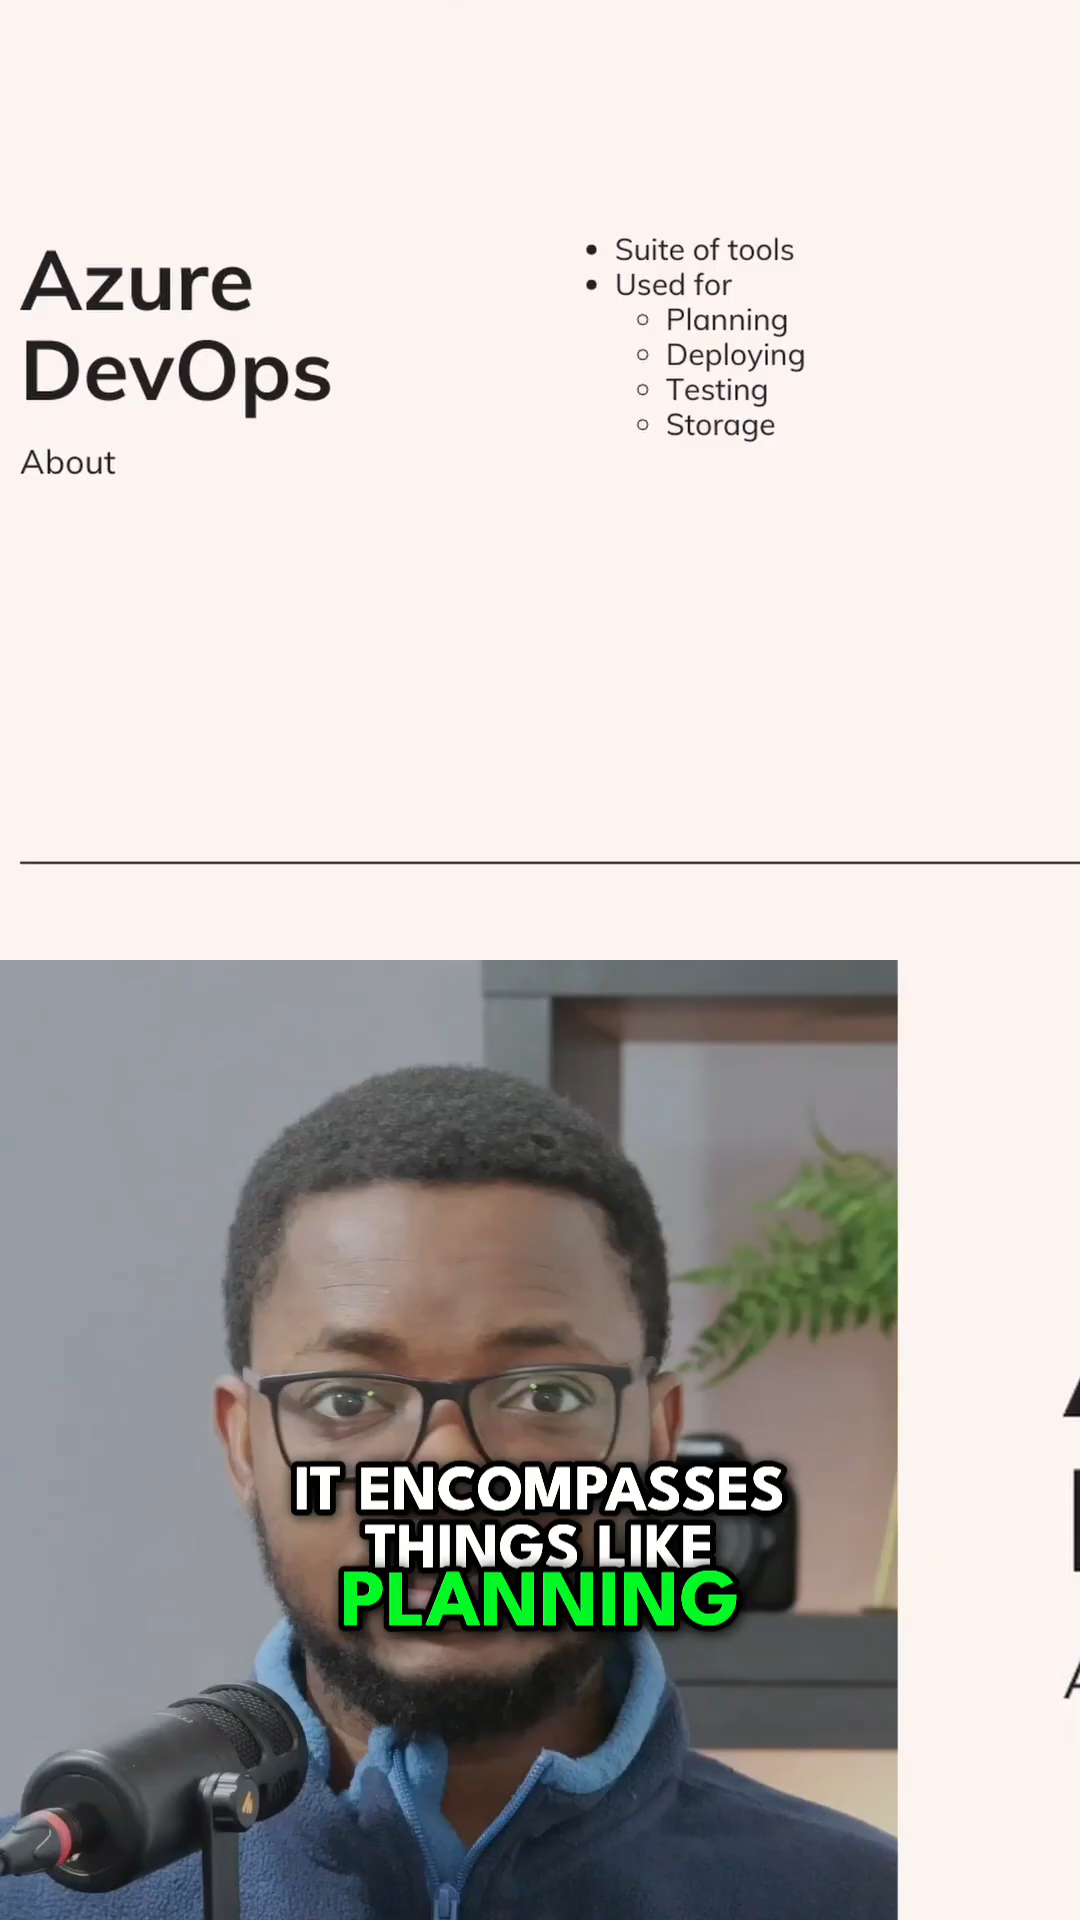 Azure
DevOps
About
• Suite of tools
• Used for
○ Planning
○ Deploying
○ Testing
○ Storage
IT ENCOMPASSES
THINGS LIKE
PLANNING